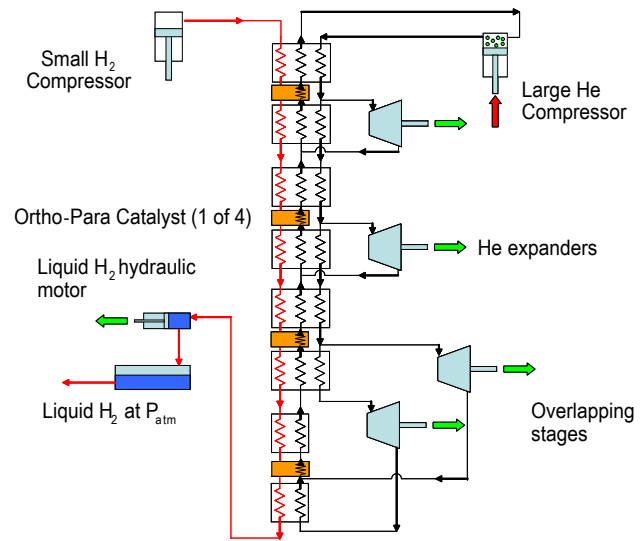 Small H2
Compressor
Large He
Compressor
Ortho-Para Catalyst (1 of 4)
He expanders
Liquid H2 hydraulic
motor
Liquid H2 at Patm
Overlapping
stages